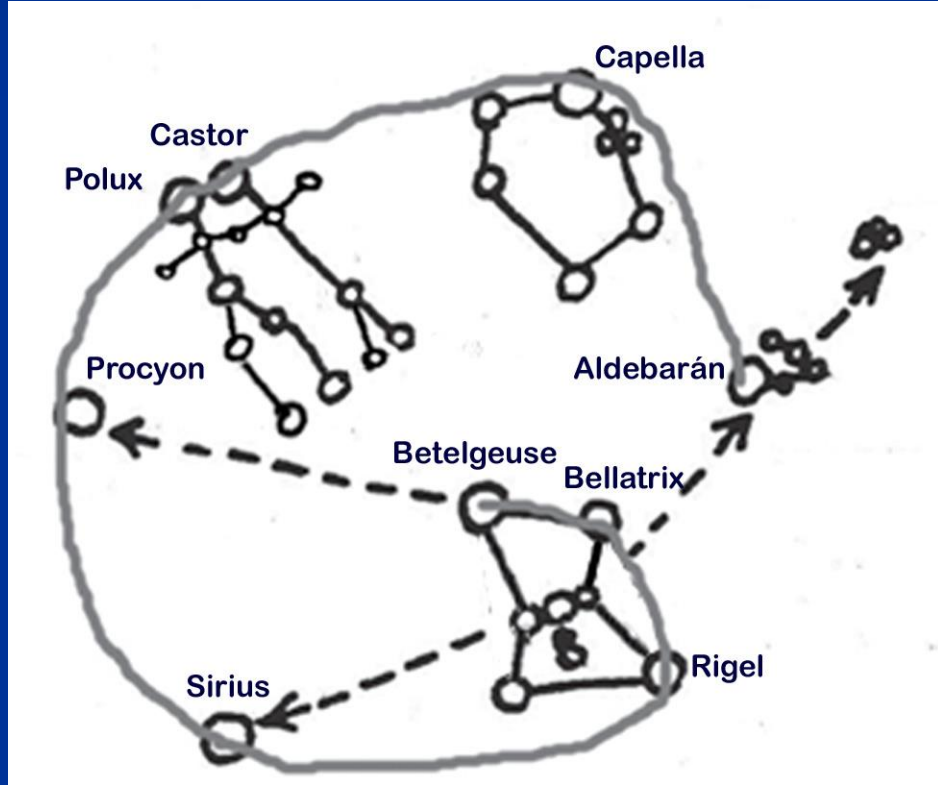 Capella
Castor
Polux
Procyon
Aldebarán
Betelgeuse
Bellatrix
Rigel
Sirius